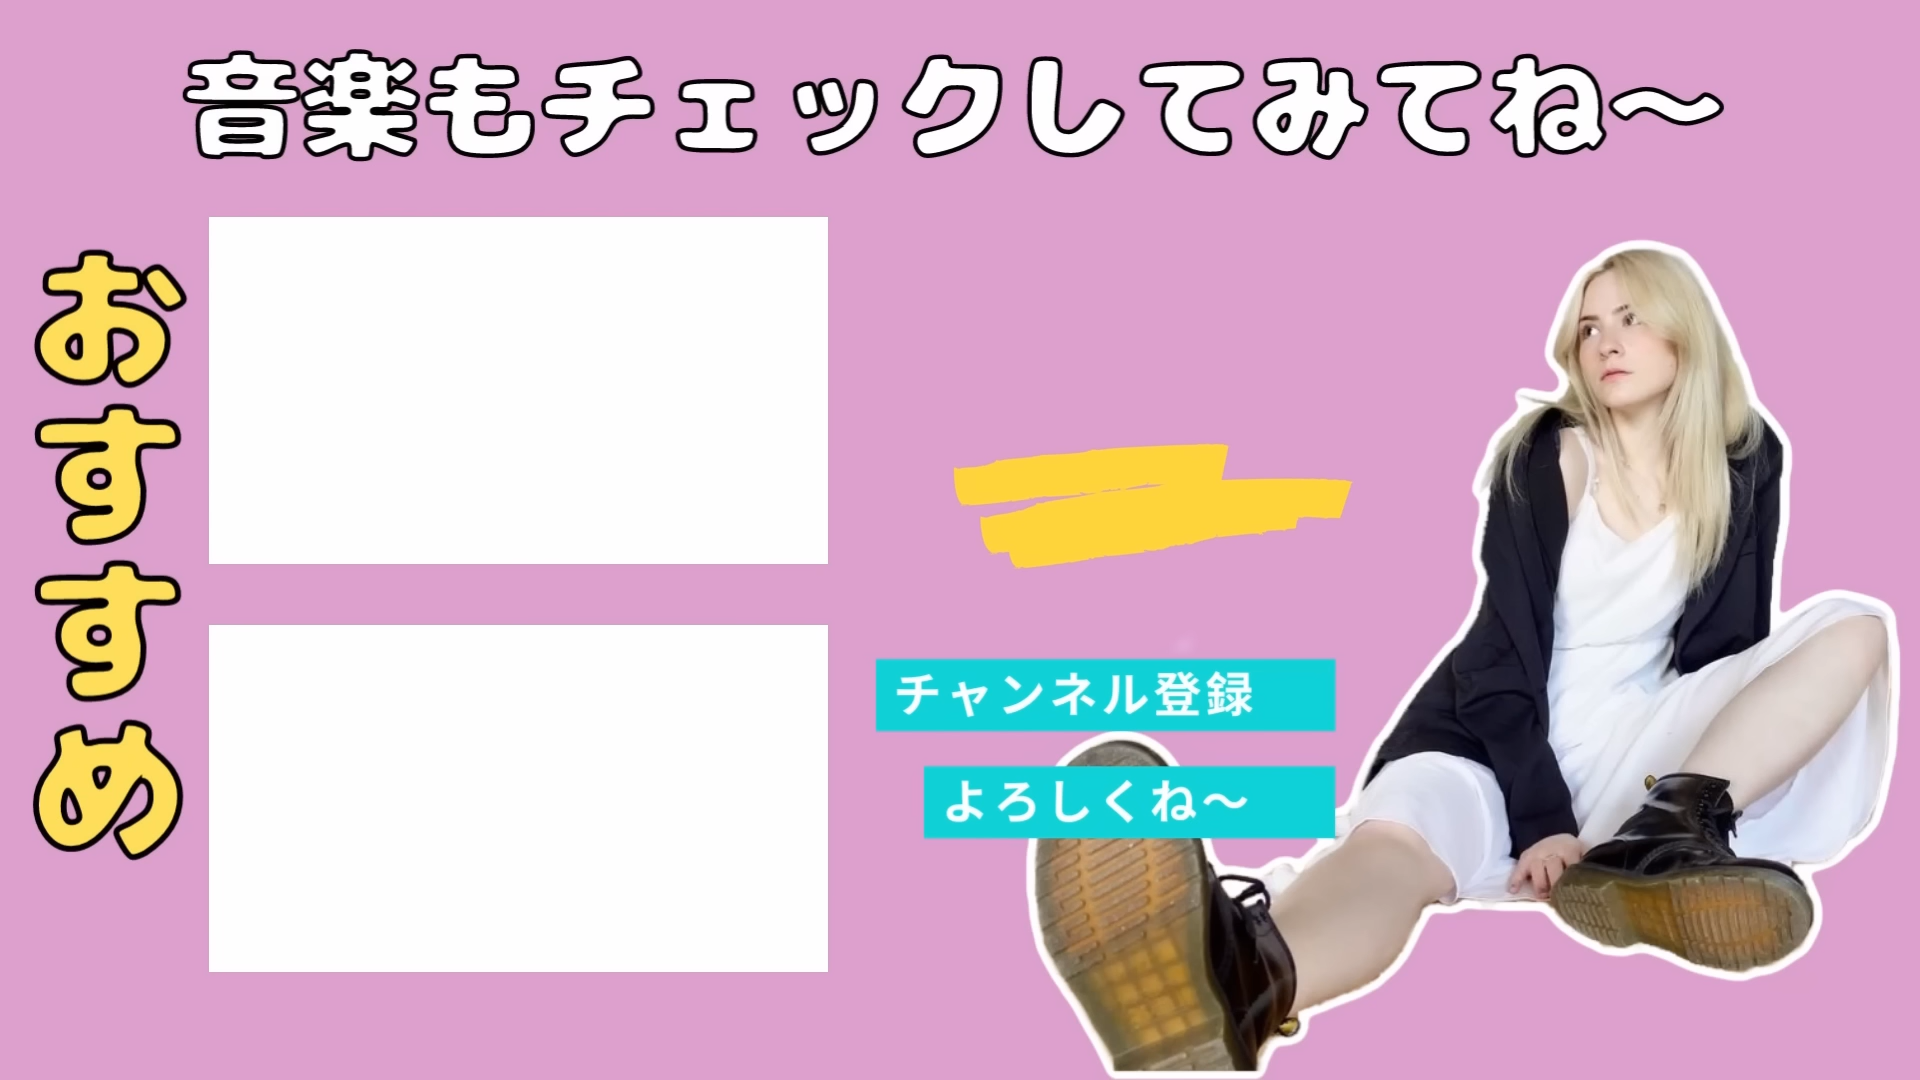 音楽もチェックしてみてね〜
おすすめ
チャンネル登録
よろしくね〜